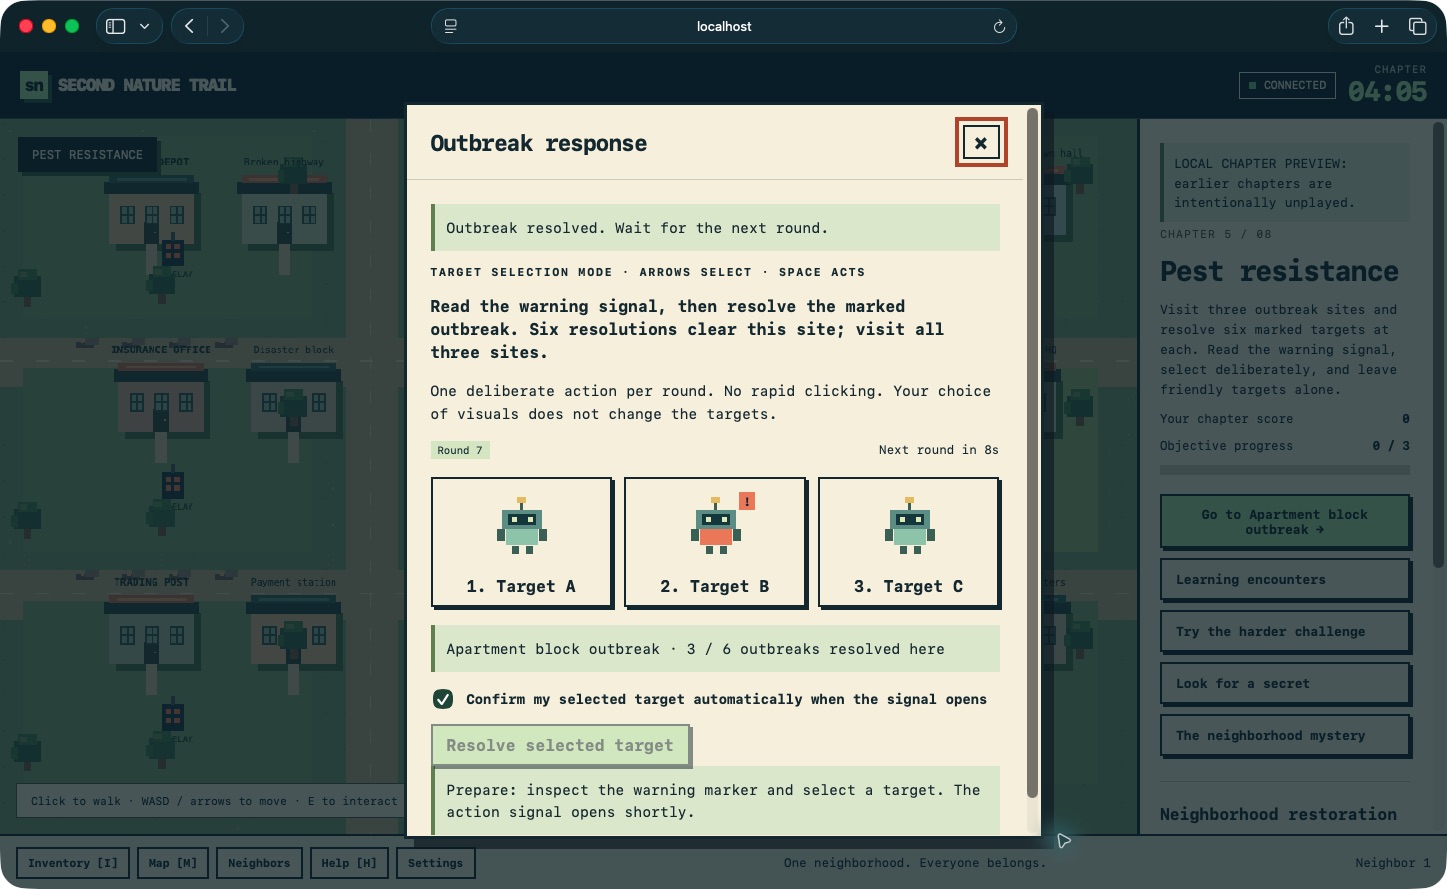 localhost
sn SECOND NATURE TRAIL
CONNECTED
CHAPTER
04:05
PEST RESISTANCE
DEPOT
Broken highway
INSURANCE OFFICE
Disaster block
TRADING POST
Payment station
Click to walk · WASD / arrows to move · E to interact
Outbreak response
×
Outbreak resolved. Wait for the next round.
TARGET SELECTION MODE · ARROWS SELECT · SPACE ACTS
Read the warning signal, then resolve the marked
outbreak. Six resolutions clear this site; visit all
three sites.
One deliberate action per round. No rapid clicking. Your choice
of visuals does not change the targets.
Round 7
Next round in 8s
!
1. Target A
2. Target B
3. Target C
Apartment block outbreak · 3 / 6 outbreaks resolved here
Confirm my selected target automatically when the signal opens
Resolve selected target
Prepare: inspect the warning marker and select a target. The
action signal opens shortly.
hall
LOCAL CHAPTER PREVIEW:
earlier chapters are
intentionally unplayed.
CHAPTER 5 / 08
Pest resistance
Visit three outbreak sites and
resolve six marked targets at
each. Read the warning signal,
select deliberately, and leave
friendly targets alone.
Your chapter score 0
Objective progress 0 / 3
Go to Apartment block
outbreak →
Learning encounters
Try the harder challenge
Look for a secret
The neighborhood mystery
Neighborhood restoration
Inventory [I]
Map [M]
Neighbors
Help [H]
Settings
One neighborhood. Everyone belongs.
Neighbor 1